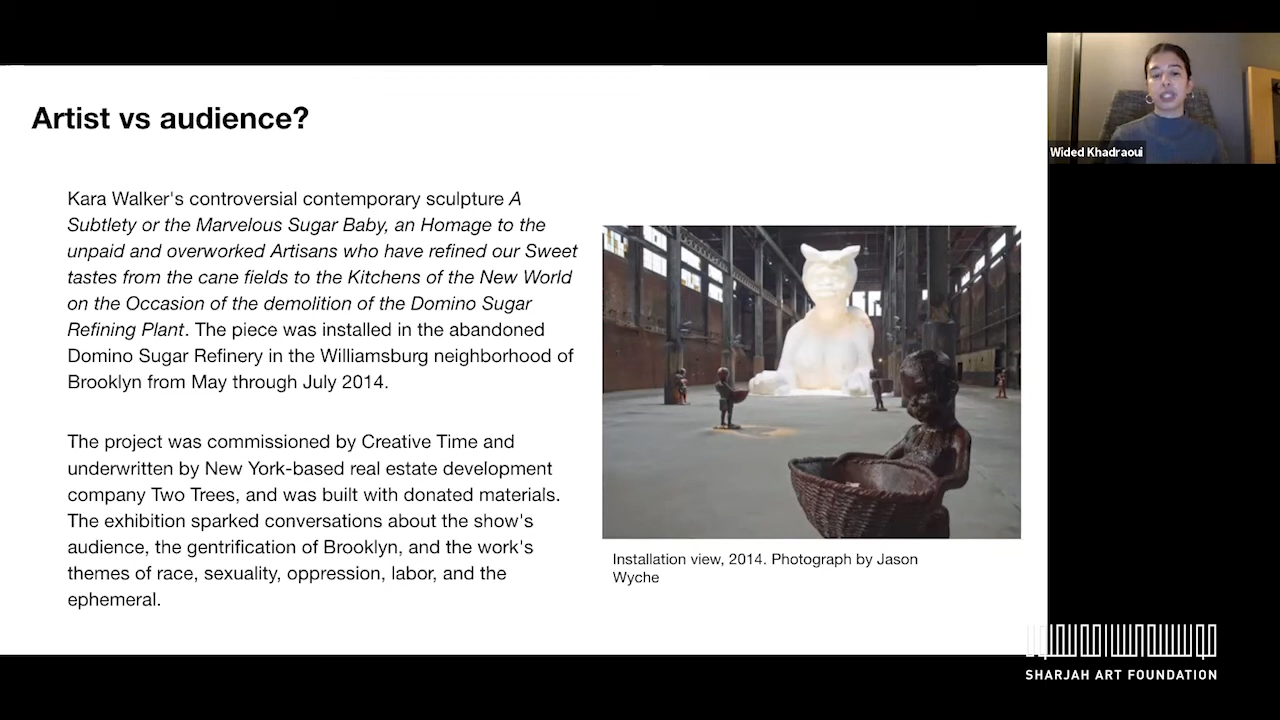 Artist vs audience?
Kara Walker's controversial contemporary sculpture A
Subtlety or the Marvelous Sugar Baby, an Homage to the
unpaid and overworked Artisans who have refined our Sweet
tastes from the cane fields to the Kitchens of the New World
on the Occasion of the demolition of the Domino Sugar
Refining Plant. The piece was installed in the abandoned
Domino Sugar Refinery in the Williamsburg neighborhood of
Brooklyn from May through July 2014.
The project was commissioned by Creative Time and
underwritten by New York-based real estate development
company Two Trees, and was built with donated materials.
The exhibition sparked conversations about the show's
audience, the gentrification of Brooklyn, and the work's
themes of race, sexuality, oppression, labor, and the
ephemeral.
Installation view, 2014. Photograph by Jason
Wyche
Wided Khadraoui
SHARJAH ART FOUNDATION